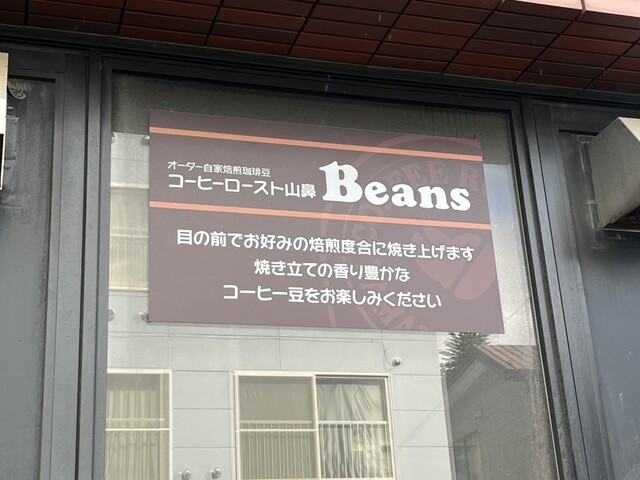 オーダー自家焙煎珈琲豆
コーヒーロースト山鼻 Beans
目の前でお好みの焙煎度合に焼き上げます
焼き立ての香り豊かな
コーヒー豆をお楽しみください